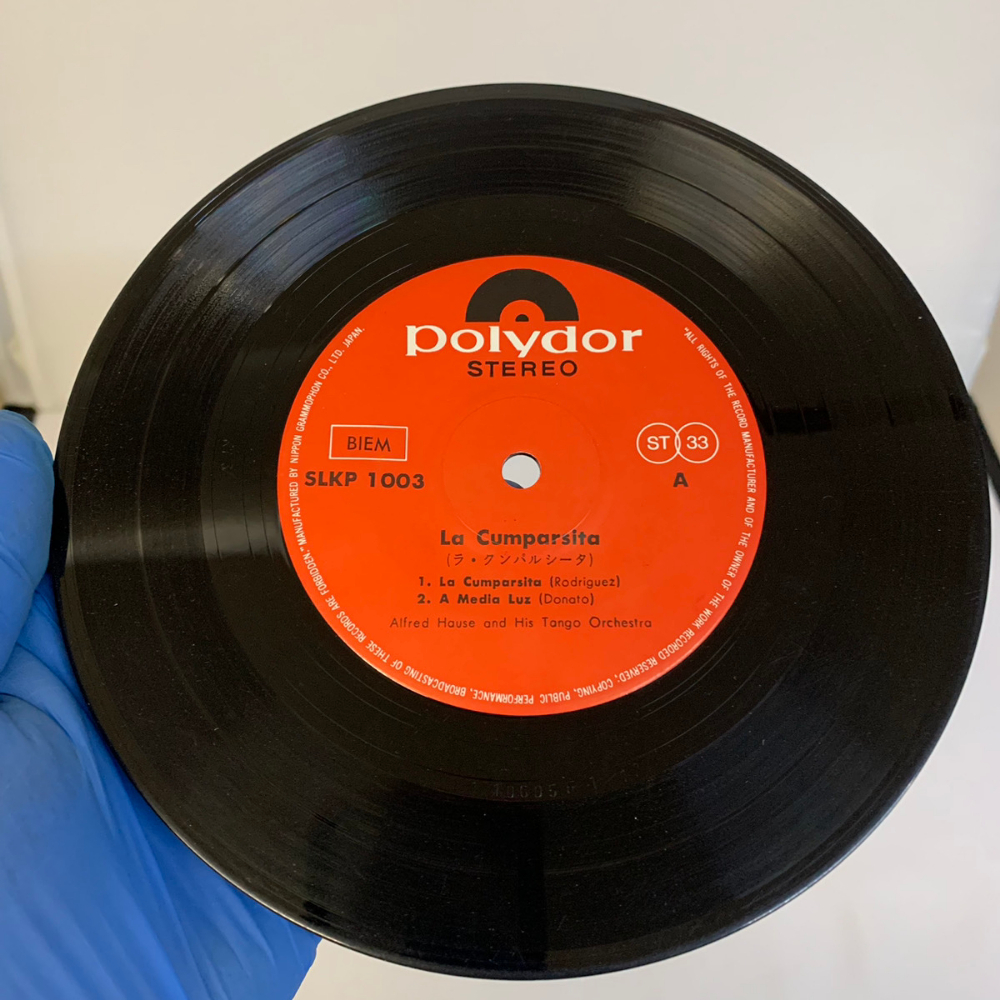 polydor
STEREO
BIEM
ST 33
SLKP 1003
A
La Cumparsita
(ラ・クンパルシータ)
1. La Cumparsita (Rodriguez)
2. A Media Luz (Donato)
Alfred Hause and His Tango Orchestra
"ALL RIGHTS OF THE RECORD MANUFACTURER AND OF THE OWNER OF THE WORK RECORDED RESERVED, COPYING, PUBLIC PERFORMANCE, BROADCASTING OF THESE RECORDS ARE FORBIDDEN." MANUFACTURED BY NIPPON GRAMMOPHON CO., LTD. JAPAN.